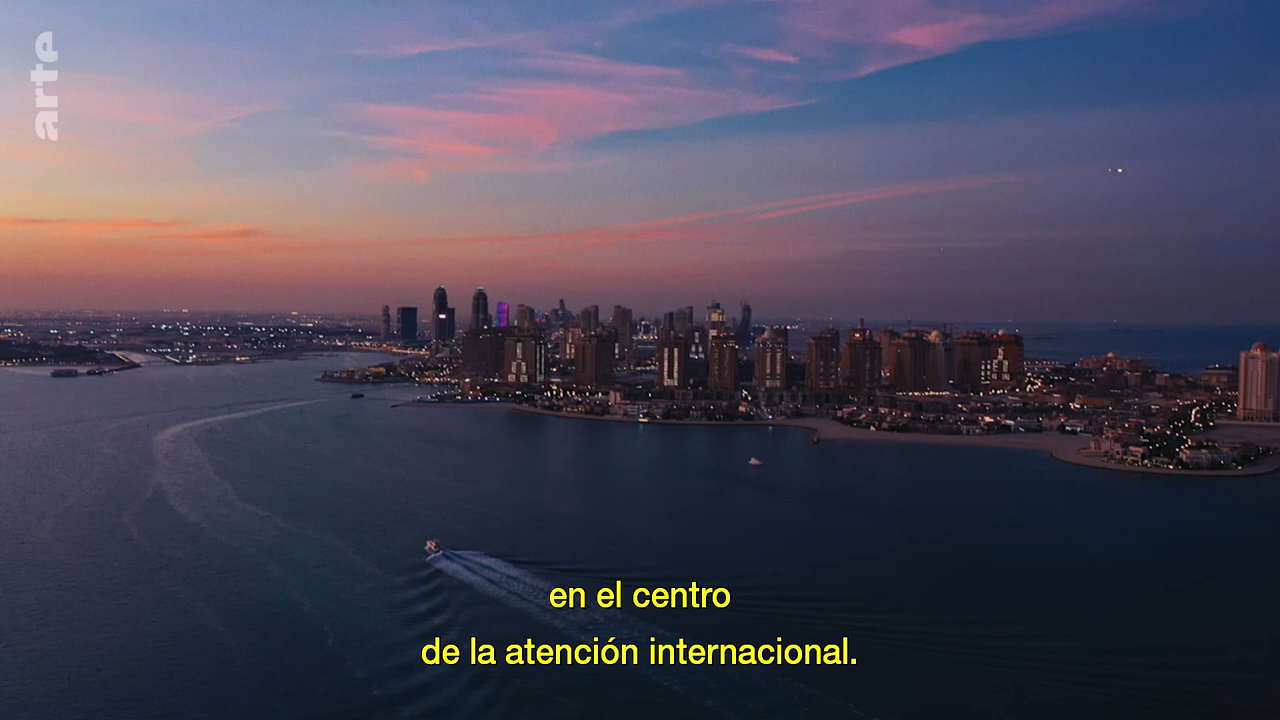 arte
en el centro
de la atención internacional.